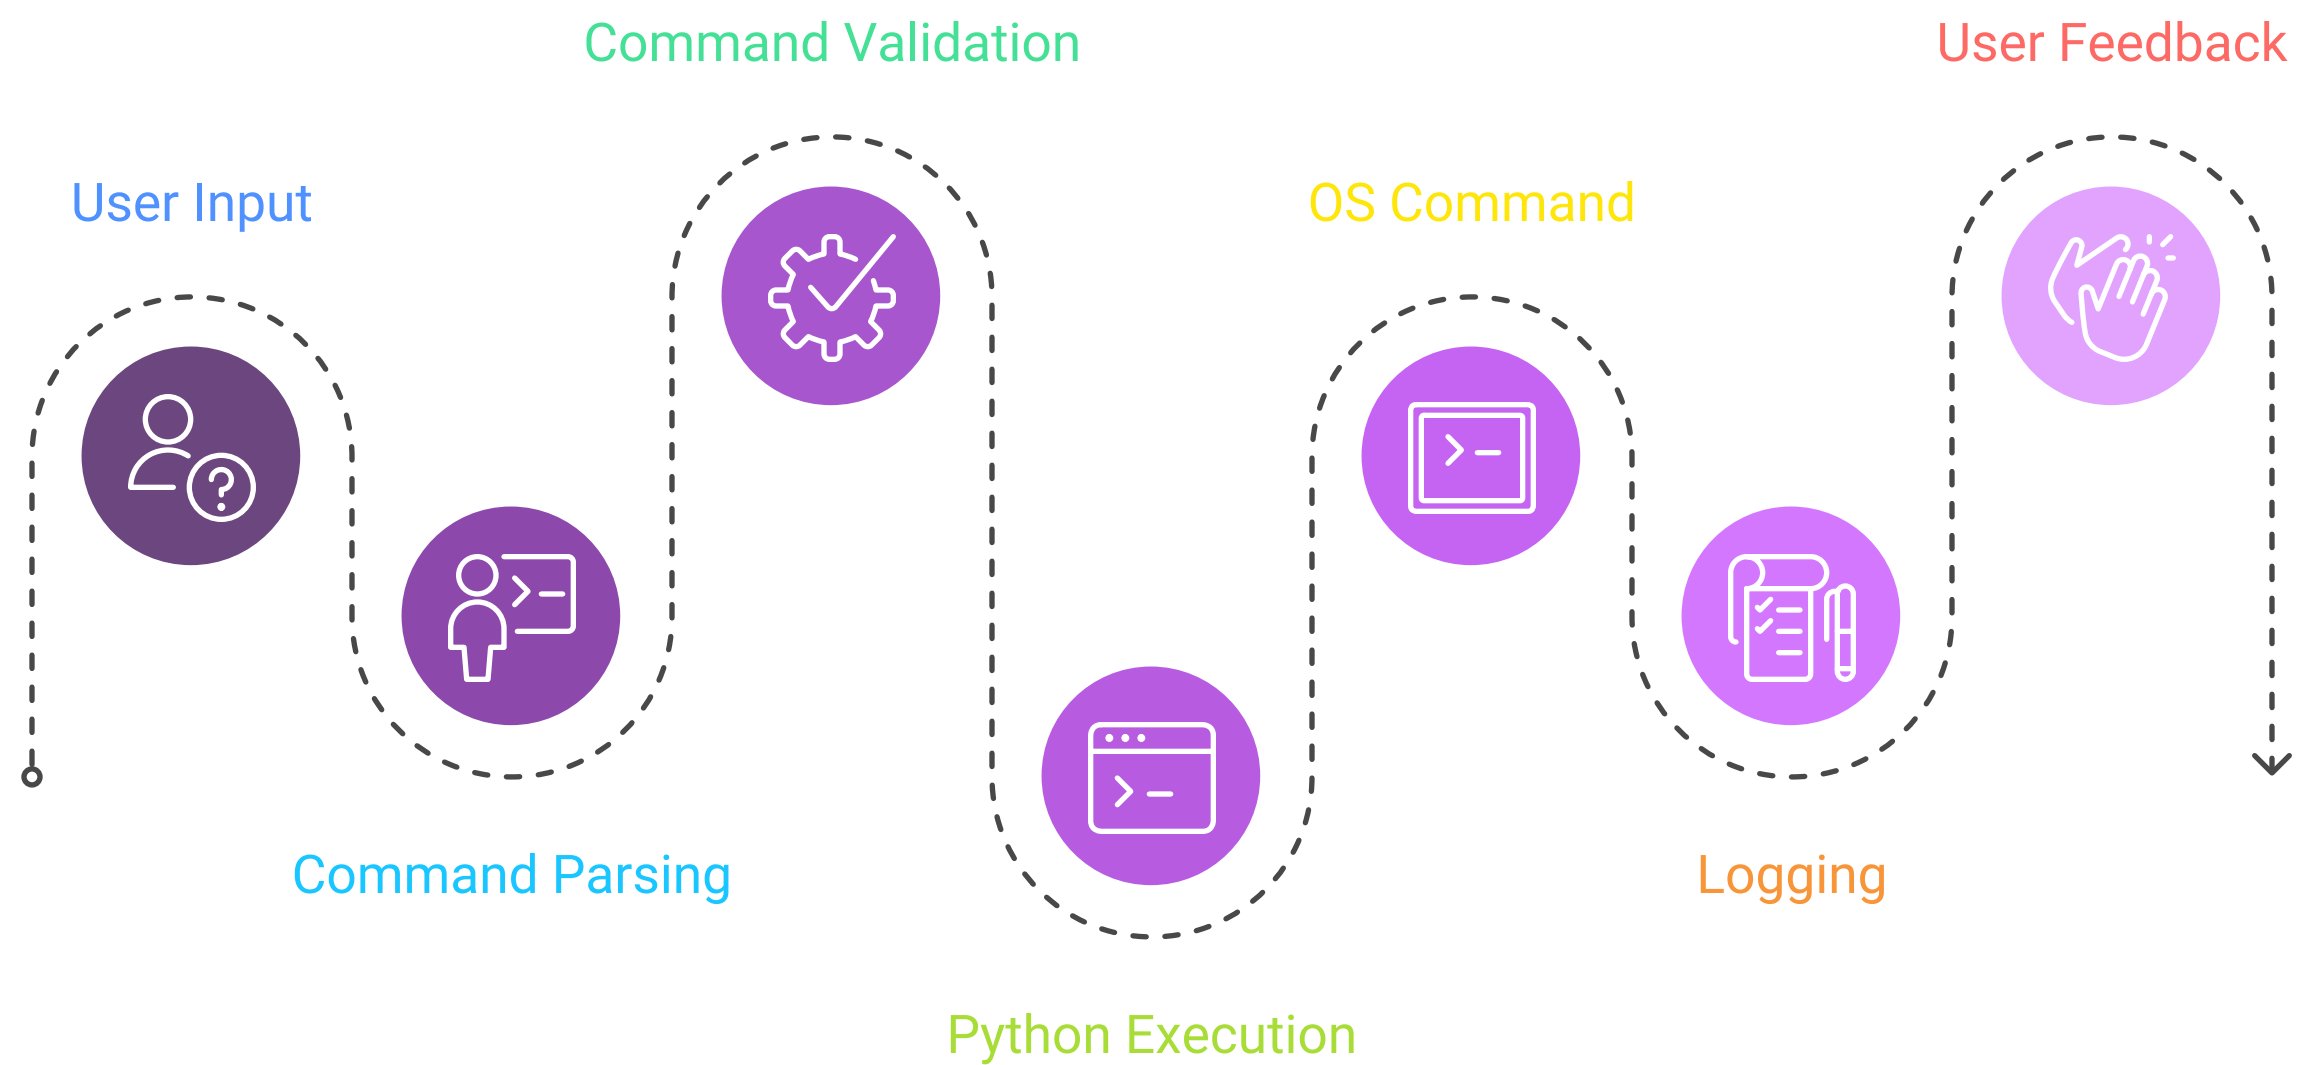 User Input
Command Parsing
Command Validation
Python Execution
OS Command
Logging
User Feedback